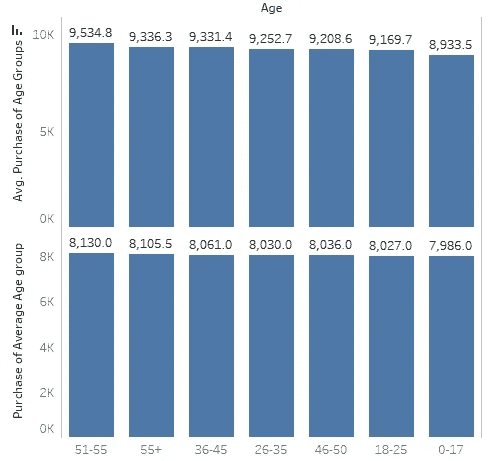 Age
Avg. Purchase of Age Groups
10K
5K
0K
9,534.8 9,336.3 9,331.4 9,252.7 9,208.6 9,169.7 8,933.5
Purchase of Average Age group
8K
6K
4K
2K
0K
8,130.0 8,105.5 8,061.0 8,030.0 8,036.0 8,027.0 7,986.0
51-55 55+ 36-45 26-35 46-50 18-25 0-17